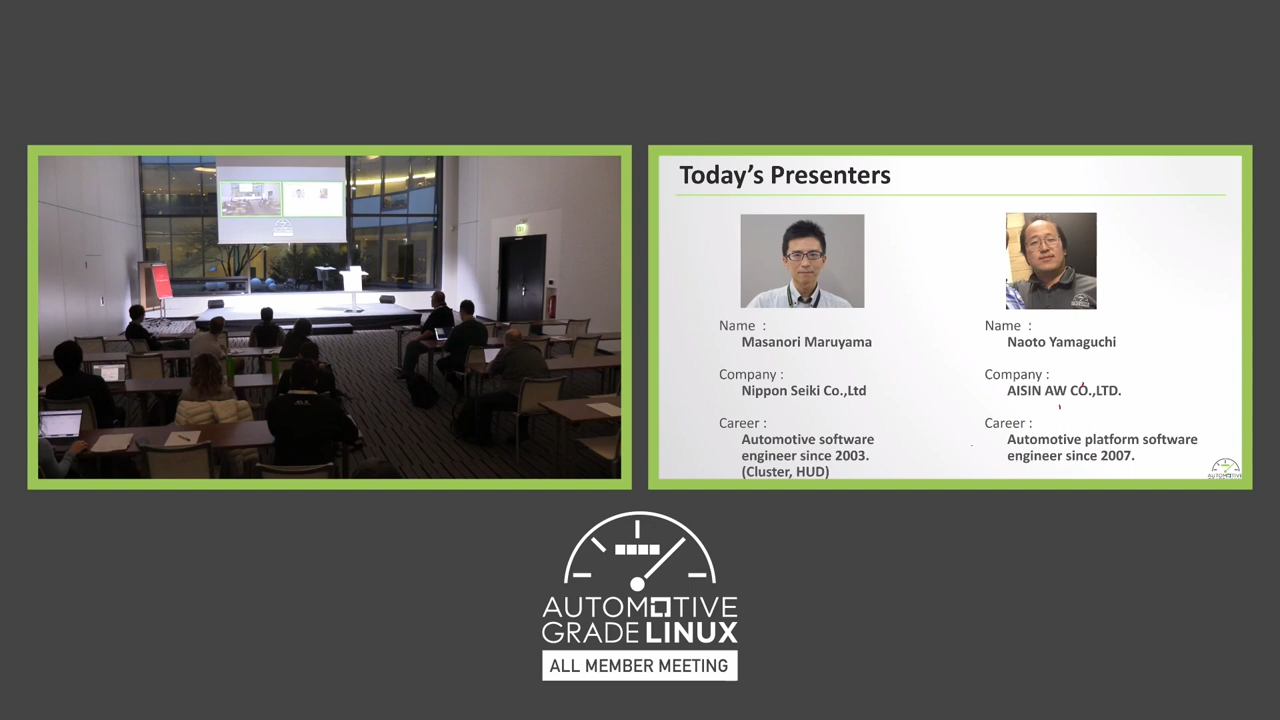 Today's Presenters
Name :
Masanori Maruyama
Company :
Nippon Seiki Co.,Ltd
Career :
Automotive software
engineer since 2003.
(Cluster, HUD)
Name :
Naoto Yamaguchi
Company :
AISIN AW CO.,LTD.
Career :
Automotive platform software
engineer since 2007.
AUTOMOTIVE
AUTOMOTIVE
GRADE LINUX
ALL MEMBER MEETING